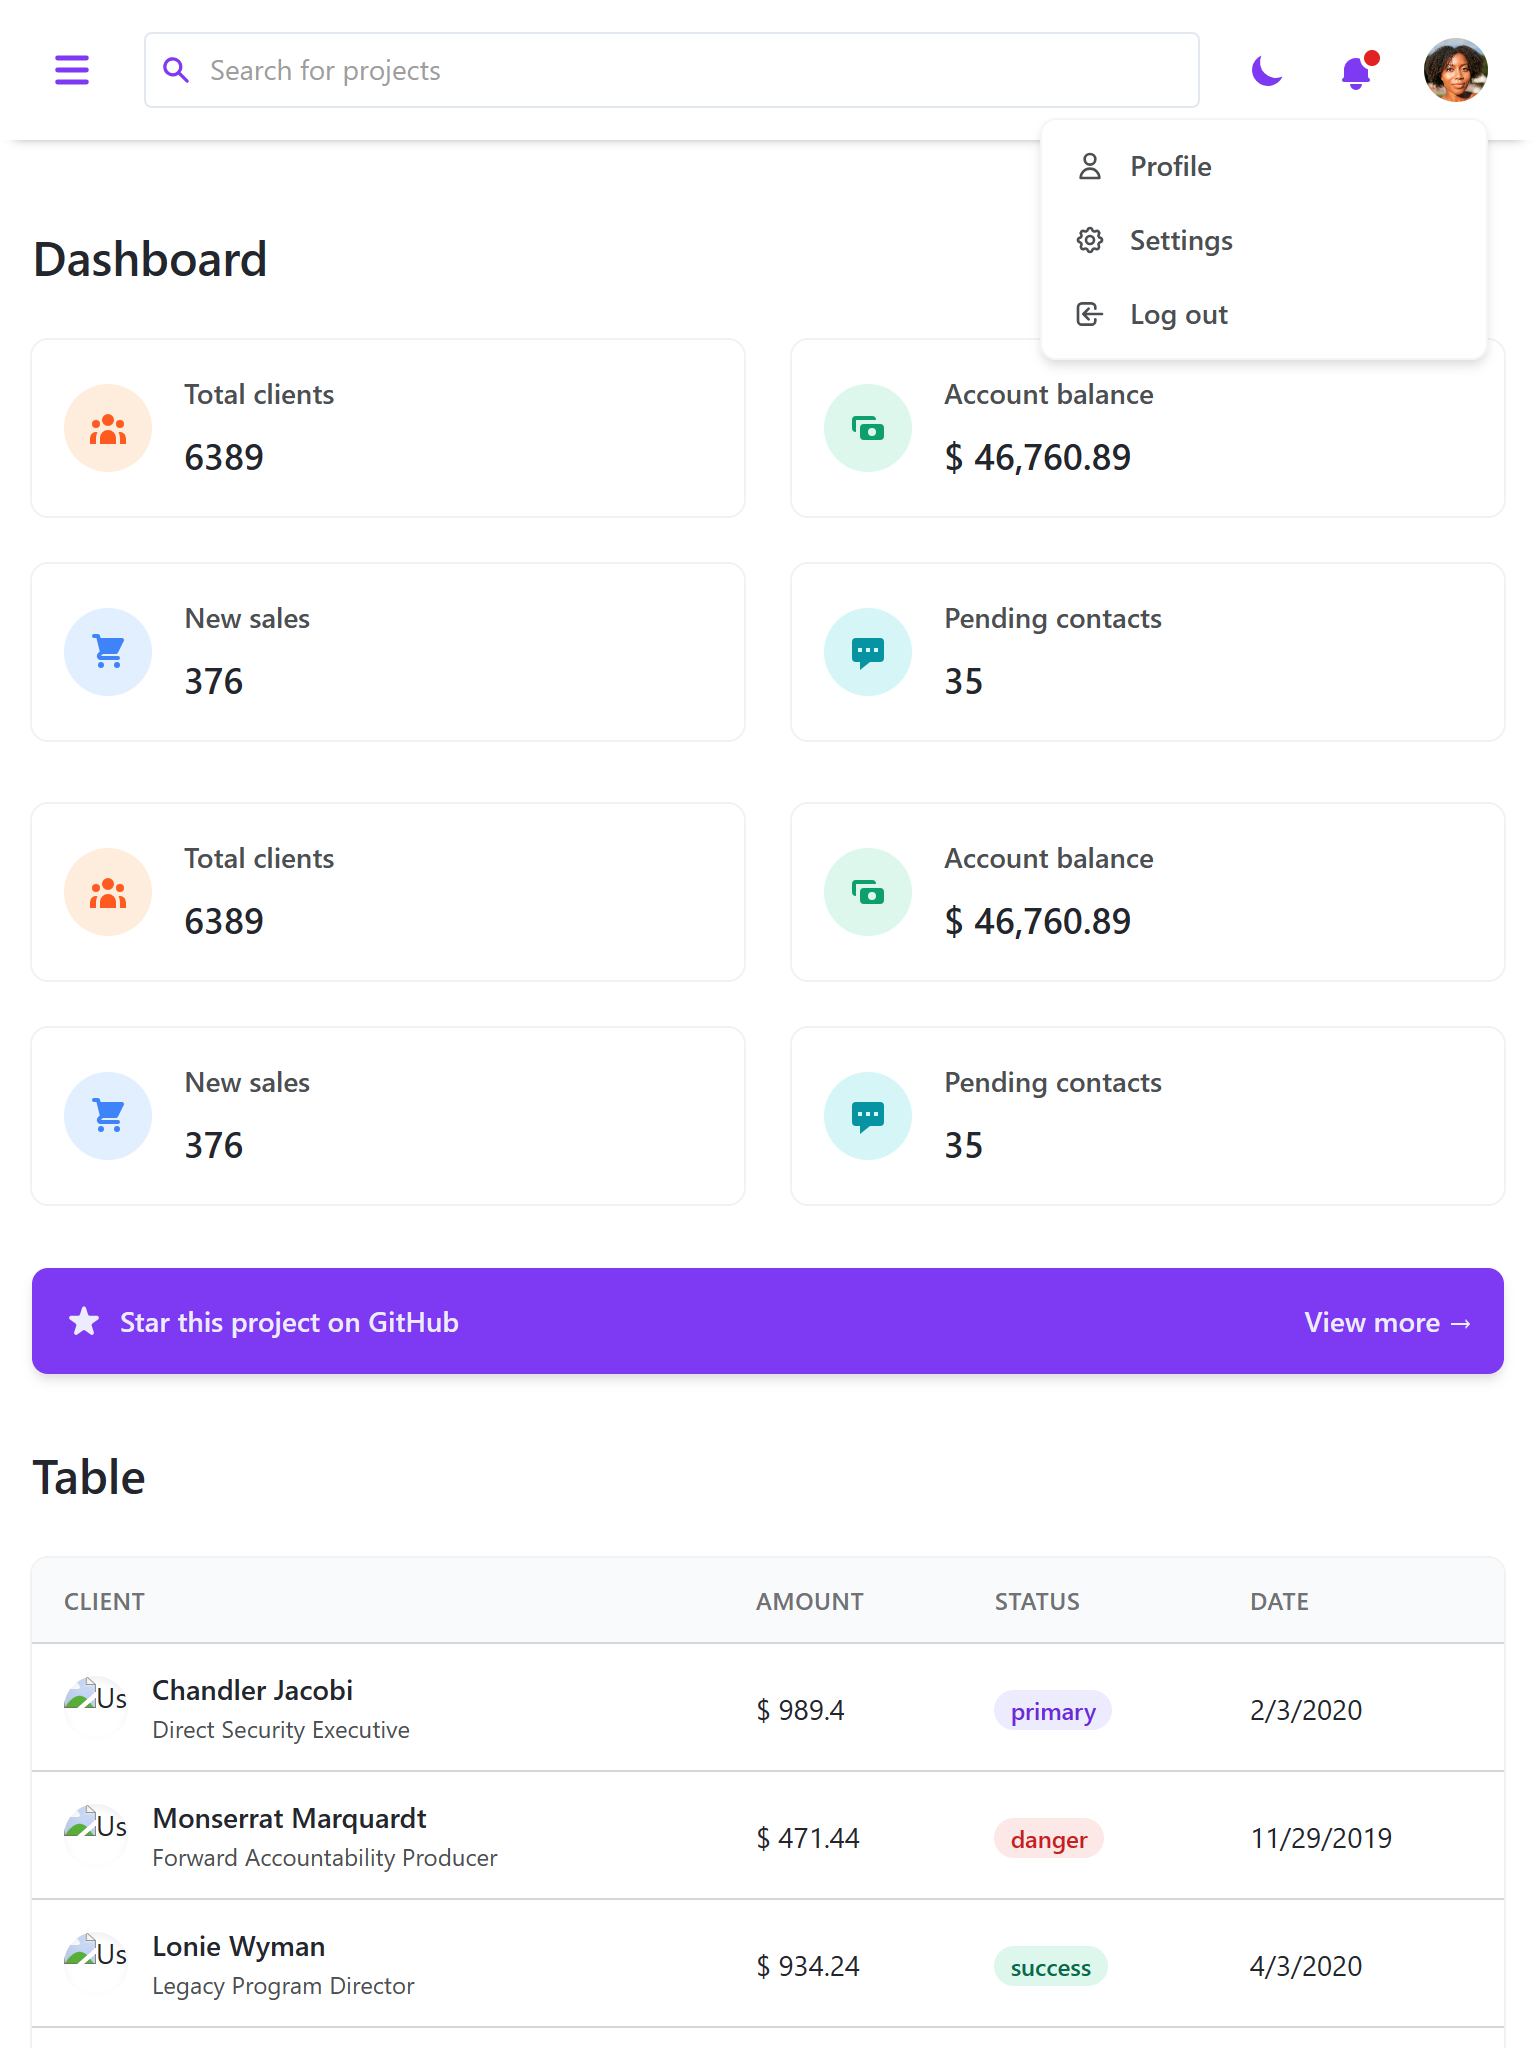 Search for projects
Profile
Settings
Log out
Dashboard
Total clients
6389
Account balance
$ 46,760.89
New sales
376
Pending contacts
35
Total clients
6389
Account balance
$ 46,760.89
New sales
376
Pending contacts
35
Star this project on GitHub
View more →
Table
CLIENT AMOUNT STATUS DATE
Us
Chandler Jacobi
Direct Security Executive
$ 989.4
primary
2/3/2020
Us
Monserrat Marquardt
Forward Accountability Producer
$ 471.44
danger
11/29/2019
Us
Lonie Wyman
Legacy Program Director
$ 934.24
success
4/3/2020